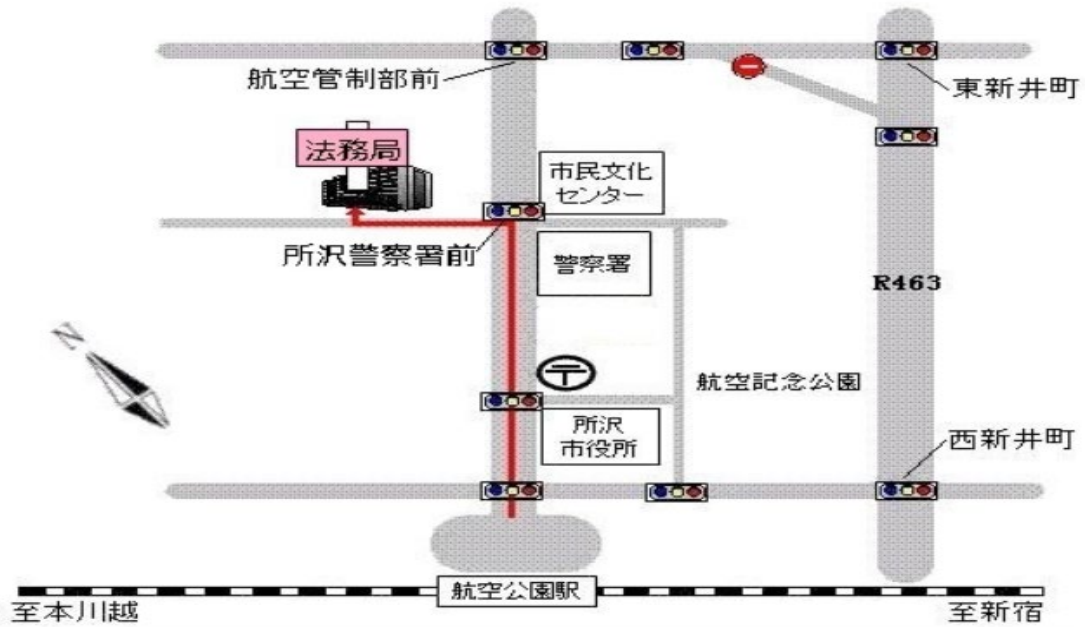 航空管制部前
東新井町
法務局
市民文化
センター
所沢警察署前
警察署
R463
N
〒
航空記念公園
所沢
市役所
西新井町
航空公園駅
至本川越
至新宿